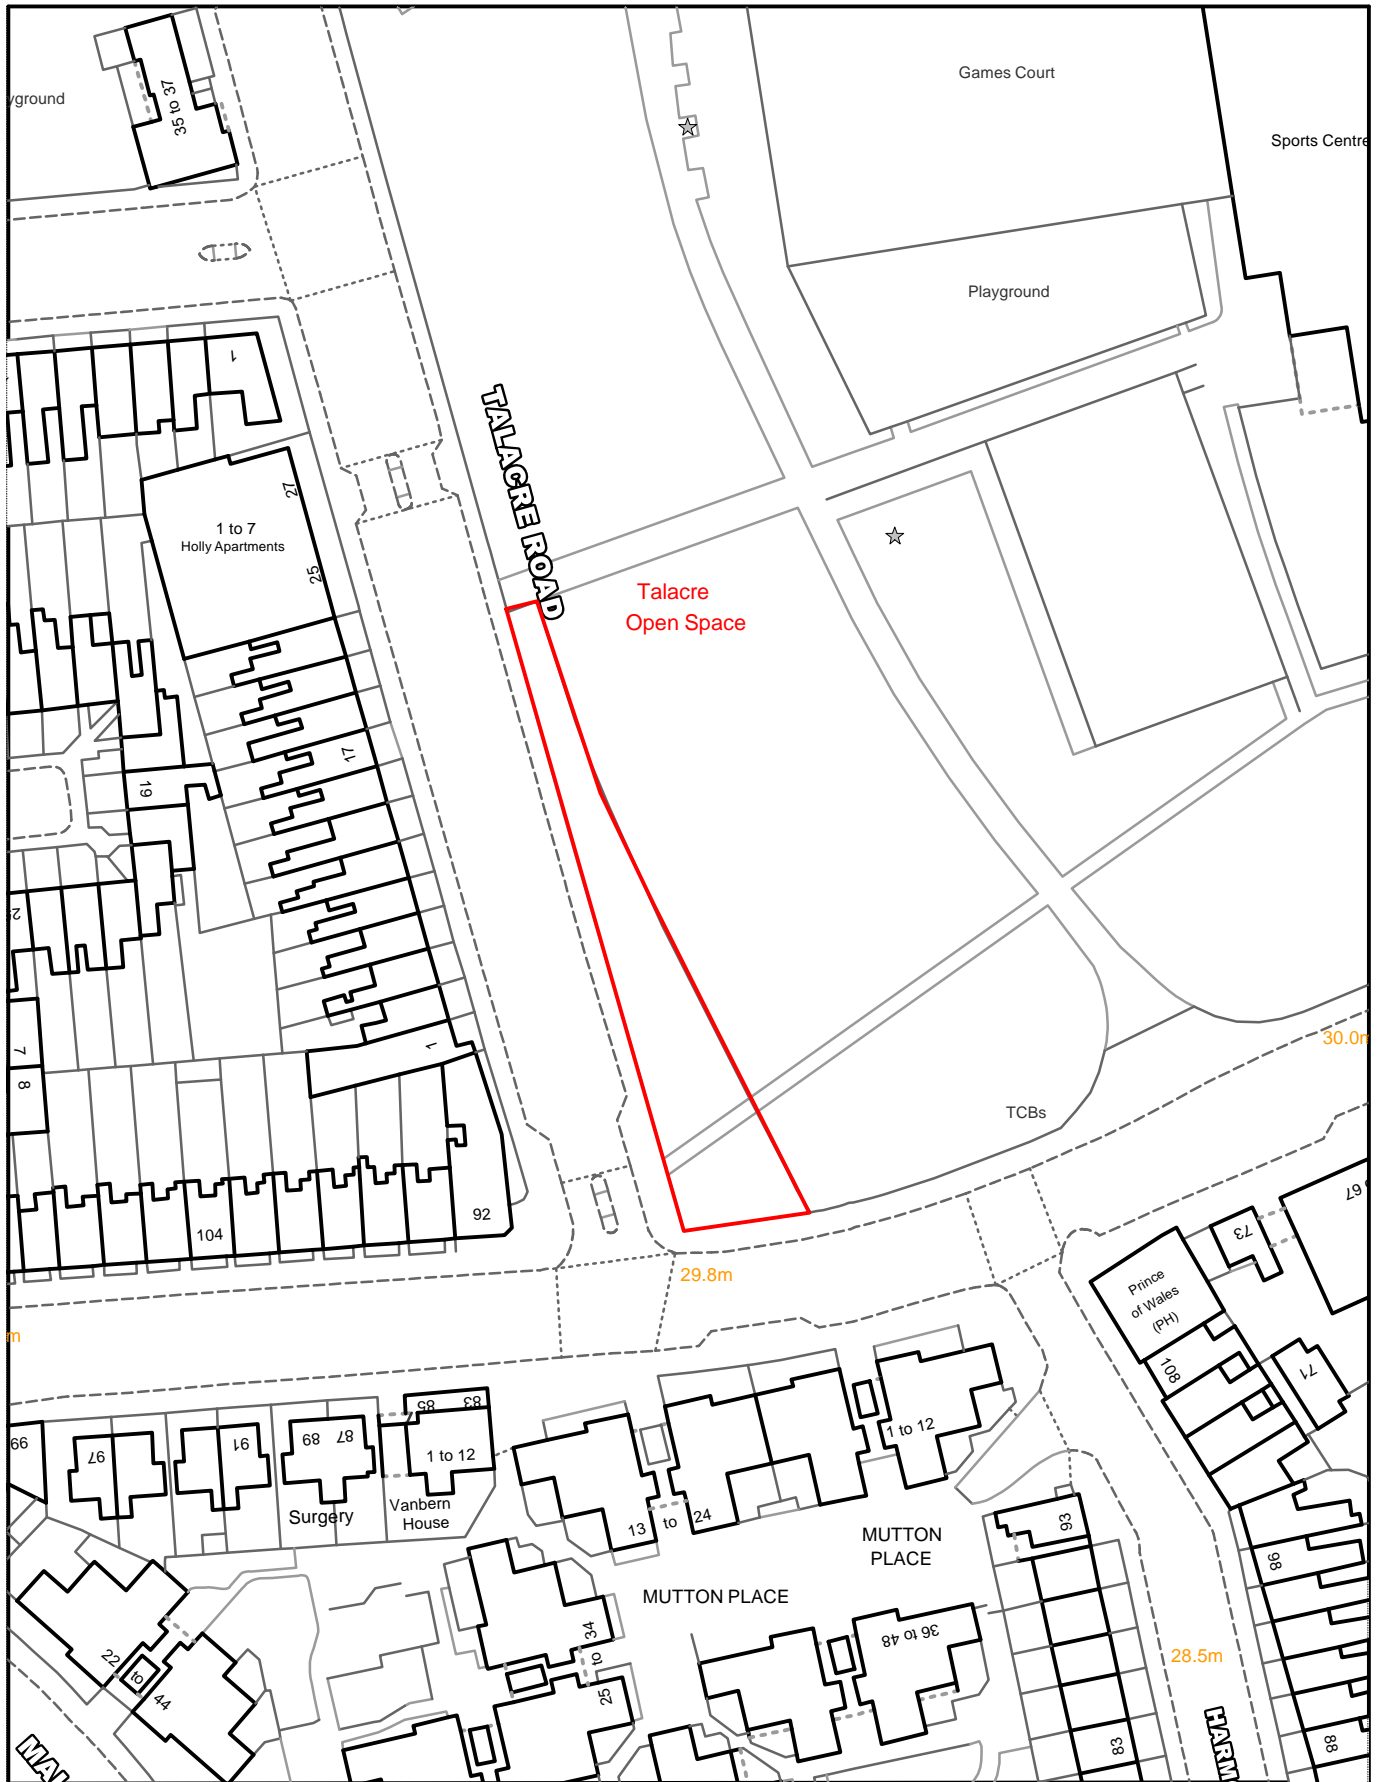 Games Court
35 to 37
Sports Centre
Playground
1
TALACRE ROAD
27
1 to 7
Holly Apartments
25
Talacre
Open Space
17
19
30.0m
7
1
8
TCBs
67
92
73
104
29.8m
Prince
of Wales
(PH)
m
108
71
83
85
99
97
91
89
87
1 to 12
1 to 12
Vanbern
House
Surgery
13 to 24
93
MUTTON
PLACE
86
MUTTON PLACE
25 to 34
36 to 48
22 to 44
28.5m
83
88